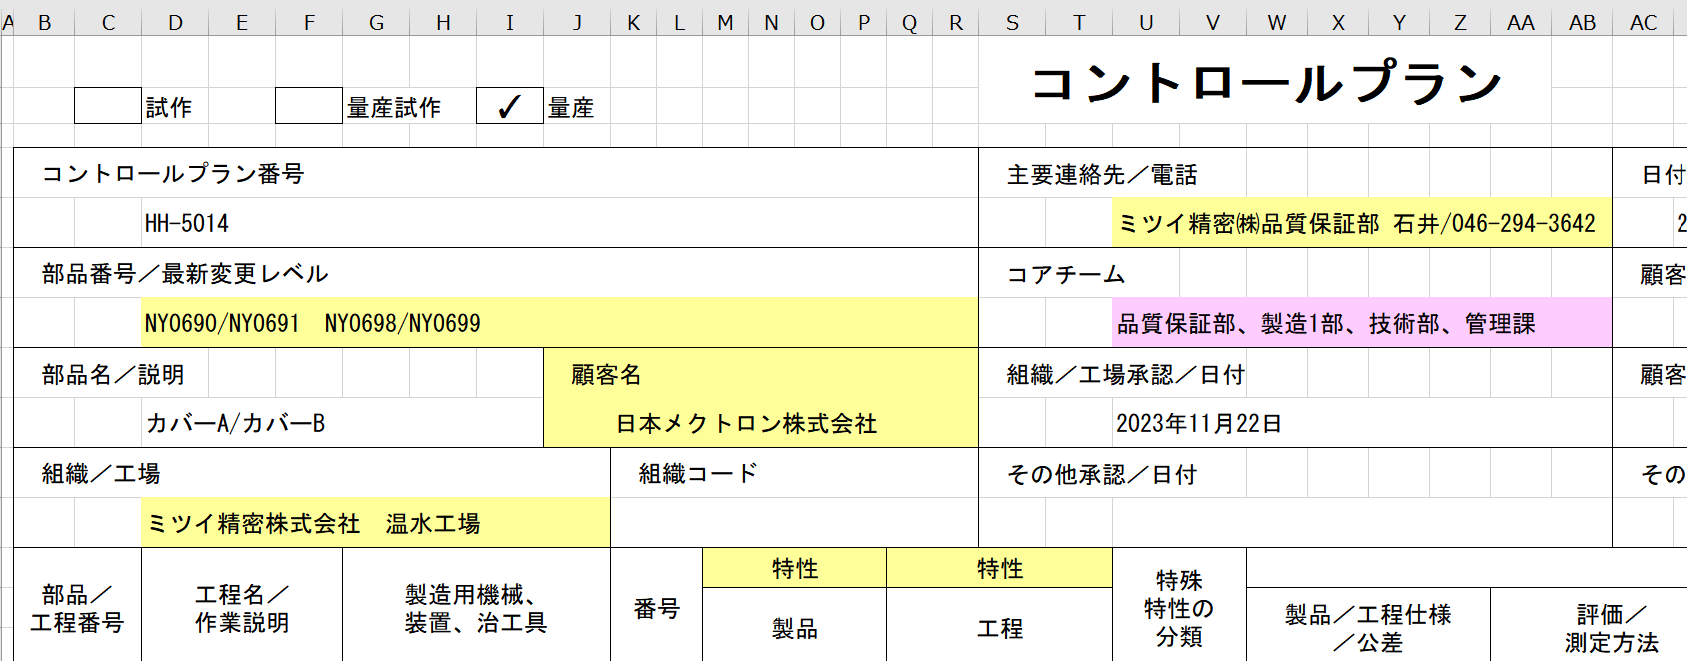 A B C D E F G H I J K L M N O P Q R S T U V W X Y Z AA AB AC
コントロールプラン
試作 量産試作 ✓ 量産
コントロールプラン番号 主要連絡先／電話 日付
HH-5014 ミツイ精密㈱品質保証部 石井/046-294-3642 2
部品番号／最新変更レベル コアチーム 顧客
NY0690/NY0691 NY0698/NY0699 品質保証部、製造1部、技術部、管理課
部品名／説明 顧客名 組織／工場承認／日付 顧客
カバーA/カバーB 日本メクトロン株式会社 2023年11月22日
組織／工場 組織コード その他承認／日付 その
ミツイ精密株式会社 温水工場
部品／
工程番号
工程名／
作業説明
製造用機械、
装置、治工具
番号
特性
製品
特性
工程
特殊
特性の
分類
製品／工程仕様
／公差
評価／
測定方法